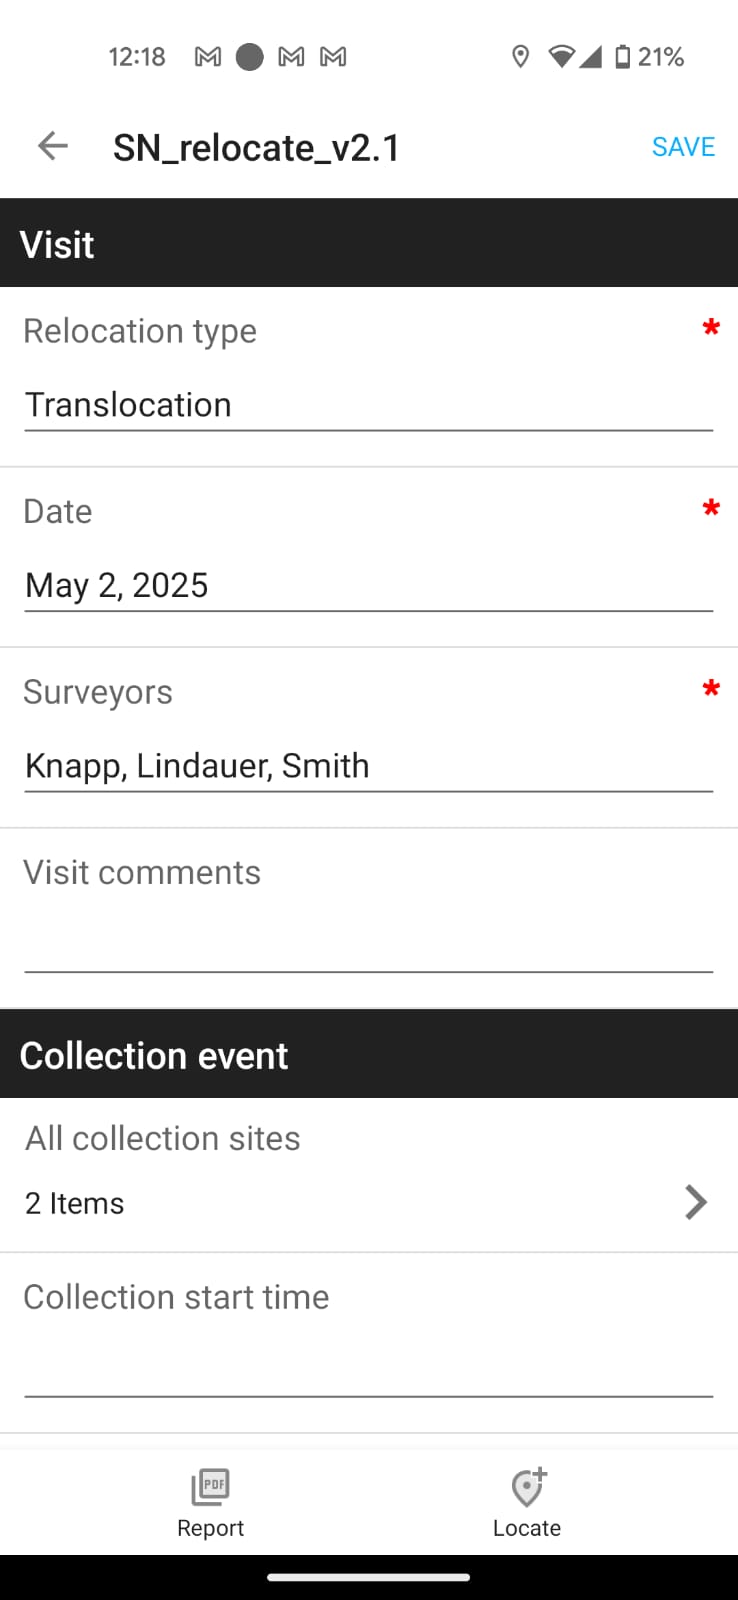 12:18 21%
SN_relocate_v2.1 SAVE
Visit
Relocation type *
Translocation
Date *
May 2, 2025
Surveyors *
Knapp, Lindauer, Smith
Visit comments
Collection event
All collection sites
2 Items
Collection start time
PDF
Report Locate